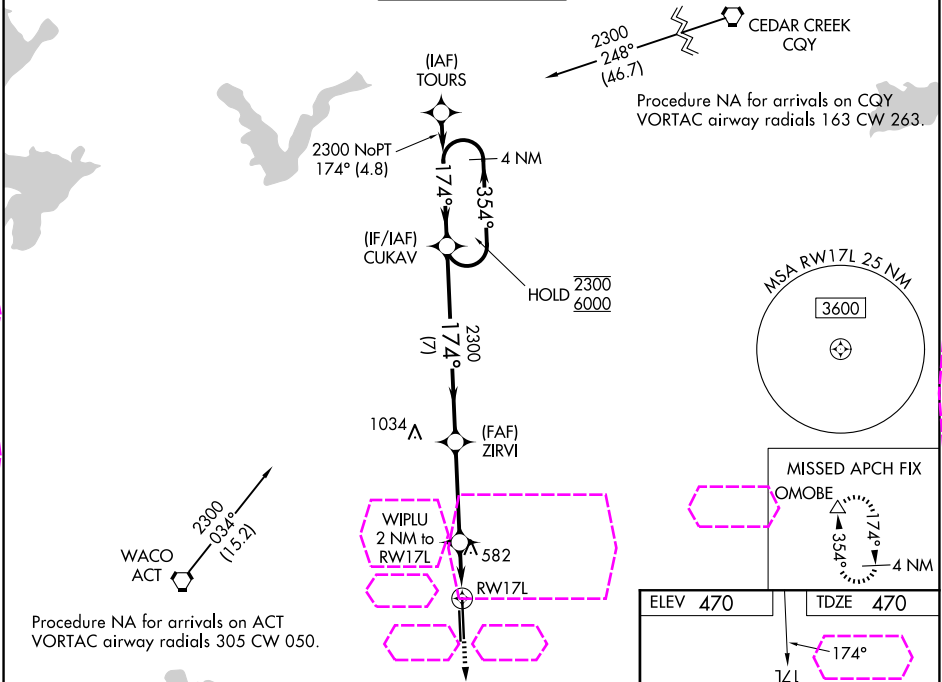 CEDAR CREEK
CQY
2300
248°
(46.7)
Procedure NA for arrivals on CQY
VORTAC airway radials 163 CW 263.
(IAF)
TOURS
2300 NoPT
174° (4.8)
4 NM
174°
354°
(IF/IAF)
CUKAV
HOLD 2300
6000
MSA RW17L 25 NM
3600
2300
174°
(7)
1034
(FAF)
ZIRVI
MISSED APCH FIX
OMOBE
174°
354°
4 NM
2300
034°
(15.2)
WACO
ACT
WIPLU
2 NM to
RW17L
582
RW17L
Procedure NA for arrivals on ACT
VORTAC airway radials 305 CW 050.
ELEV 470
TDZE 470
174°
17L